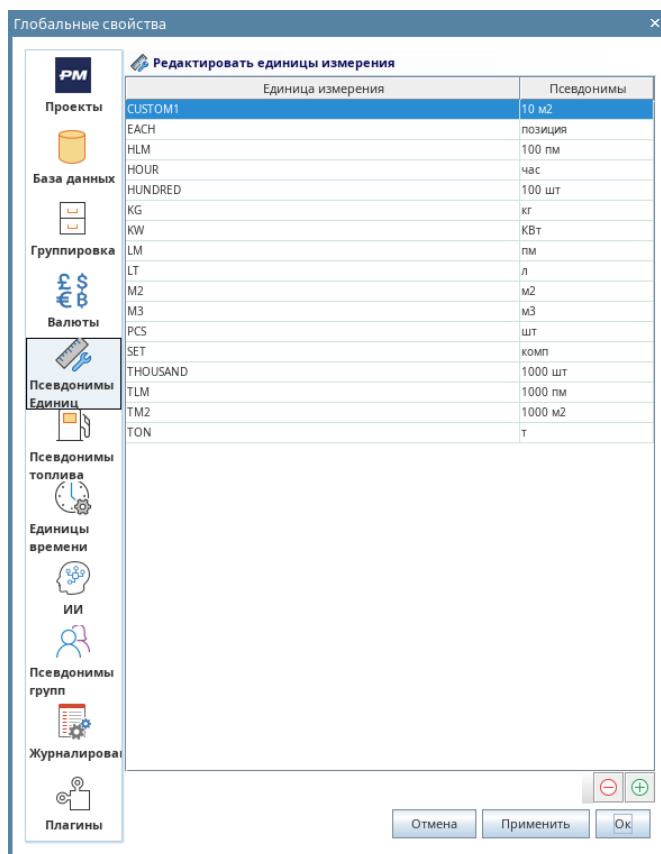 Глобальные свойства
PM
Проекты
База данных
Группировка
Валюты
Псевдонимы
Единиц
Псевдонимы
топлива
Единицы
времени
ИИ
Псевдонимы
групп
Журналирова
Плагины
Редактировать единицы измерения
Единица измерения Псевдонимы
CUSTOM1 10 м2
EACH позиция
HLM 100 пм
HOUR час
HUNDRED 100 шт
KG кг
KW КВт
LM пм
LT л
M2 м2
M3 м3
PCS шт
SET комп
THOUSAND 1000 шт
TLM 1000 пм
TM2 1000 м2
TON т
Отмена Применить Ок